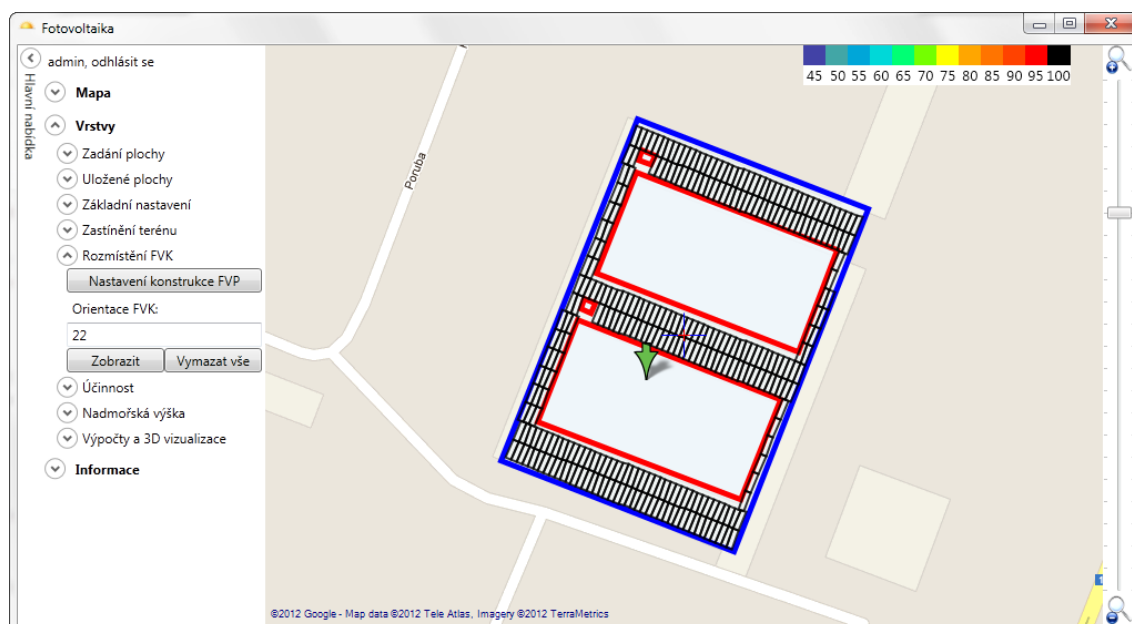 Fotovoltaika
Hlavní nabídka
admin, odhlásit se
Mapa
Vrstvy
Zadání plochy
Uložené plochy
Základní nastavení
Zastínění terénu
Rozmístění FVK
Nastavení konstrukce FVP
Orientace FVK:
22
Zobrazit Vymazat vše
Účinnost
Nadmořská výška
Výpočty a 3D vizualizace
Informace
45 50 55 60 65 70 75 80 85 90 95 100
Poruba
©2012 Google - Map data ©2012 Tele Atlas, Imagery ©2012 TerraMetrics